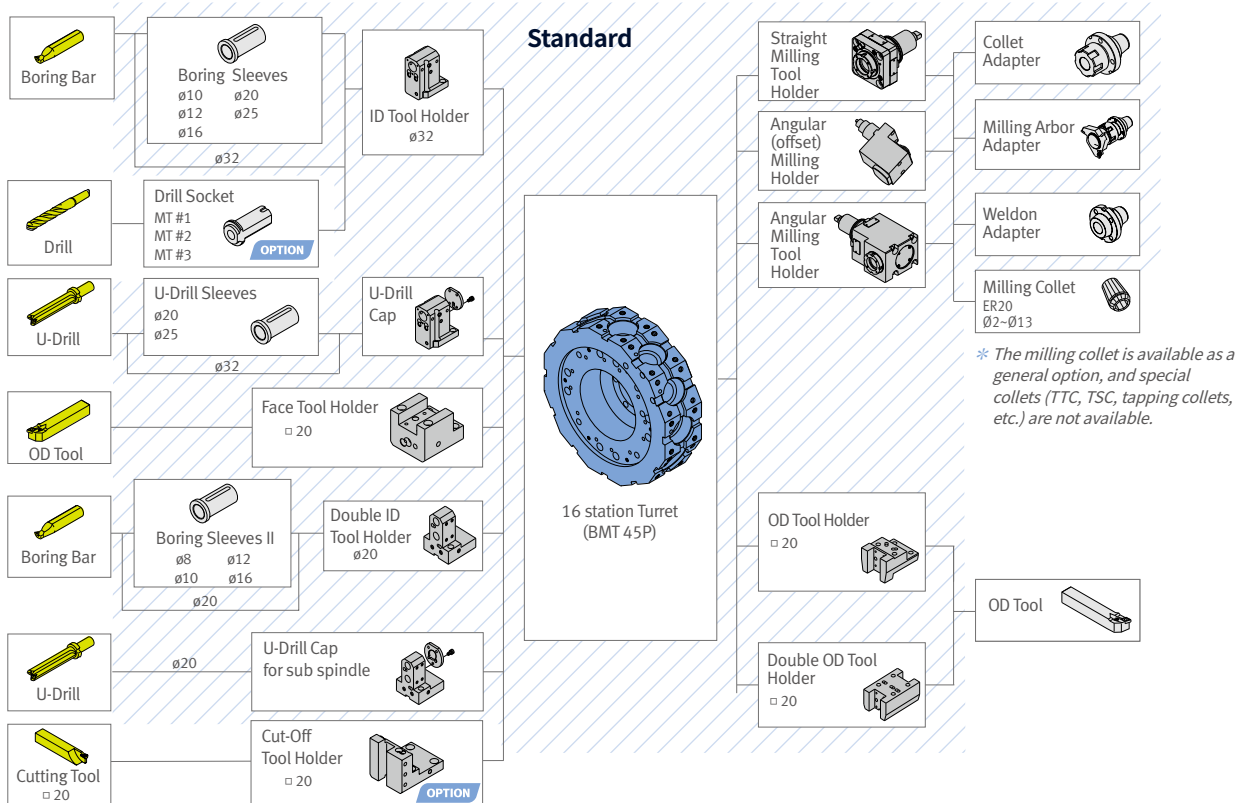 Standard
Boring Bar
Boring Sleeves
ø10 ø20
ø12 ø25
ø16
ø32
ID Tool Holder
ø32
Drill
Drill Socket
MT #1
MT #2
MT #3
OPTION
U-Drill
U-Drill Sleeves
ø20
ø25
ø32
U-Drill
Cap
OD Tool
Face Tool Holder
□ 20
Boring Bar
Boring Sleeves II
ø8 ø12
ø10 ø16
ø20
Double ID
Tool Holder
ø20
U-Drill
ø20
U-Drill Cap
for sub spindle
Cutting Tool
□ 20
Cut-Off
Tool Holder
□ 20
OPTION
16 station Turret
(BMT 45P)
Straight
Milling
Tool
Holder
Angular
(offset)
Milling
Holder
Angular
Milling
Tool
Holder
Collet
Adapter
Milling Arbor
Adapter
Weldon
Adapter
Milling Collet
ER20
Ø2~Ø13
* The milling collet is available as a
general option, and special
collets (TTC, TSC, tapping collets,
etc.) are not available.
OD Tool Holder
□ 20
Double OD Tool
Holder
□ 20
OD Tool